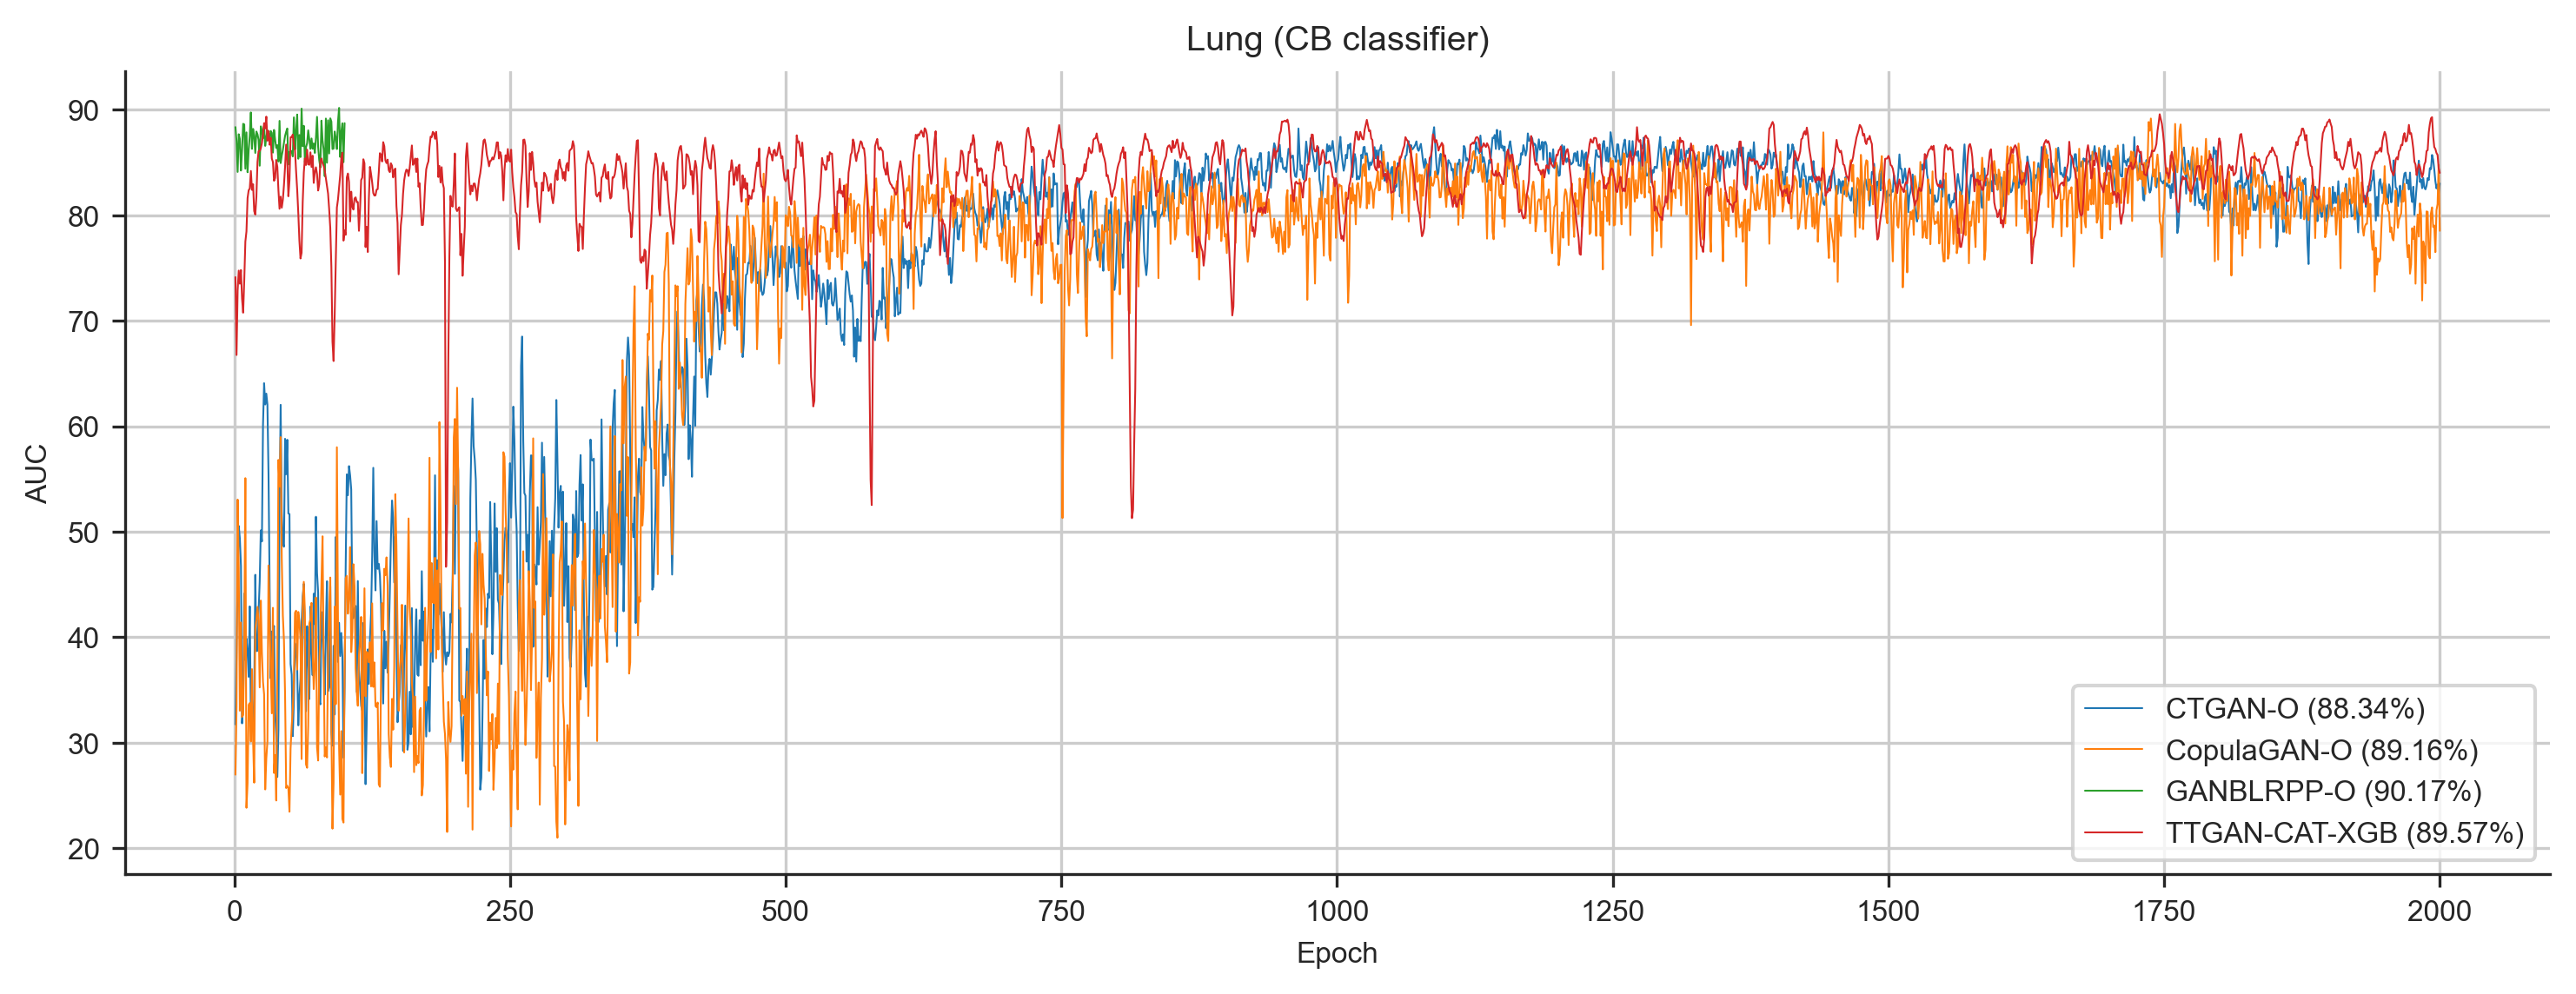 Lung (CB classifier)
90
80
70
60
50
40
30
20
AUC
0 250 500 750 1000 1250 1500 1750 2000
Epoch
CTGAN-O (88.34%)
CopulaGAN-O (89.16%)
GANBLRPP-O (90.17%)
TTGAN-CAT-XGB (89.57%)